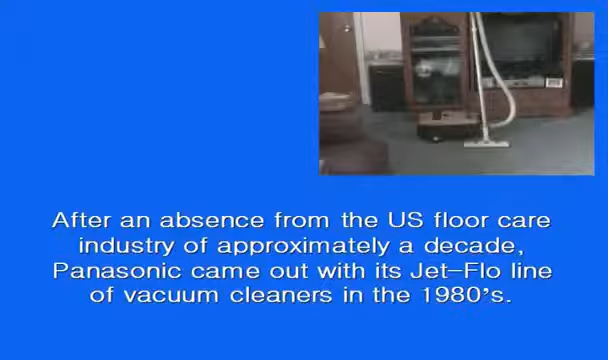 After an absence from the US floor care
industry of approximately a decade,
Panasonic came out with its Jet-Flo line
of vacuum cleaners in the 1980's.